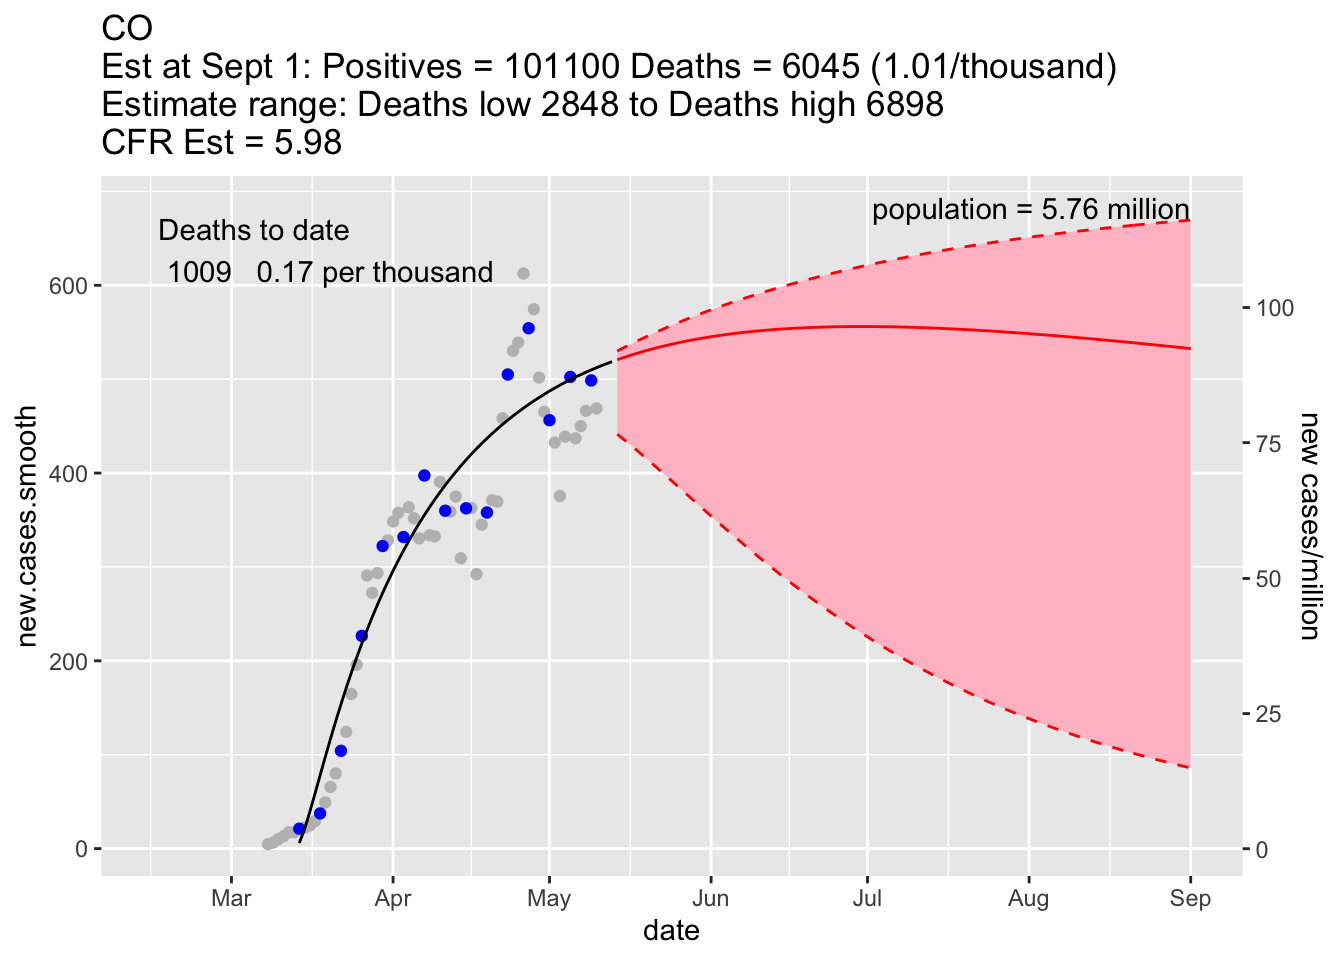 CO
Est at Sept 1: Positives = 101100 Deaths = 6045 (1.01/thousand)
Estimate range: Deaths low 2848 to Deaths high 6898
CFR Est = 5.98
population = 5.76 million
Deaths to date
1009 0.17 per thousand
600
400
200
0
new.cases.smooth
100
75
50
25
0
new cases/million
Mar Apr May Jun Jul Aug Sep
date